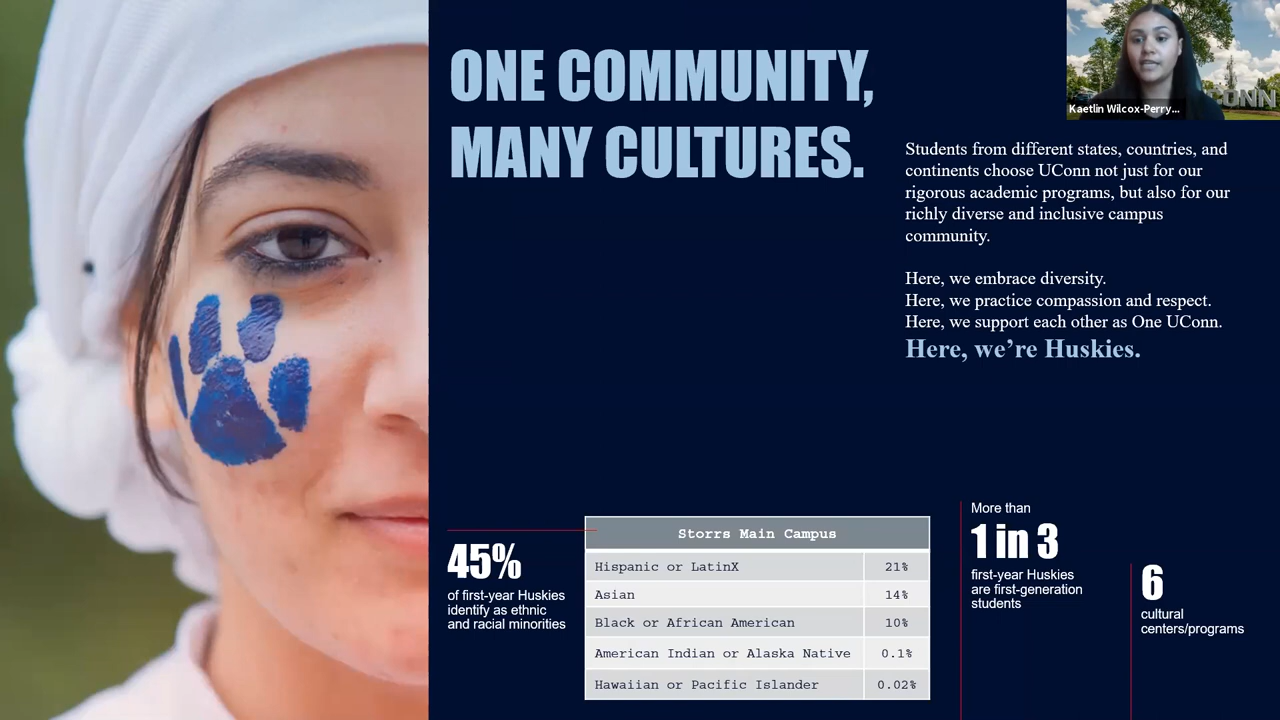 ONE COMMUNITY,
MANY CULTURES.
UNN
Kaetlin Wilcox-Perry...
Students from different states, countries, and
continents choose UConn not just for our
rigorous academic programs, but also for our
richly diverse and inclusive campus
community.
Here, we embrace diversity.
Here, we practice compassion and respect.
Here, we support each other as One UConn.
Here, we’re Huskies.
45%
of first-year Huskies
identify as ethnic
and racial minorities
Storrs Main Campus
Hispanic or LatinX 21%
Asian 14%
Black or African American 10%
American Indian or Alaska Native 0.1%
Hawaiian or Pacific Islander 0.02%
More than
1 in 3
first-year Huskies
are first-generation
students
6
cultural
centers/programs